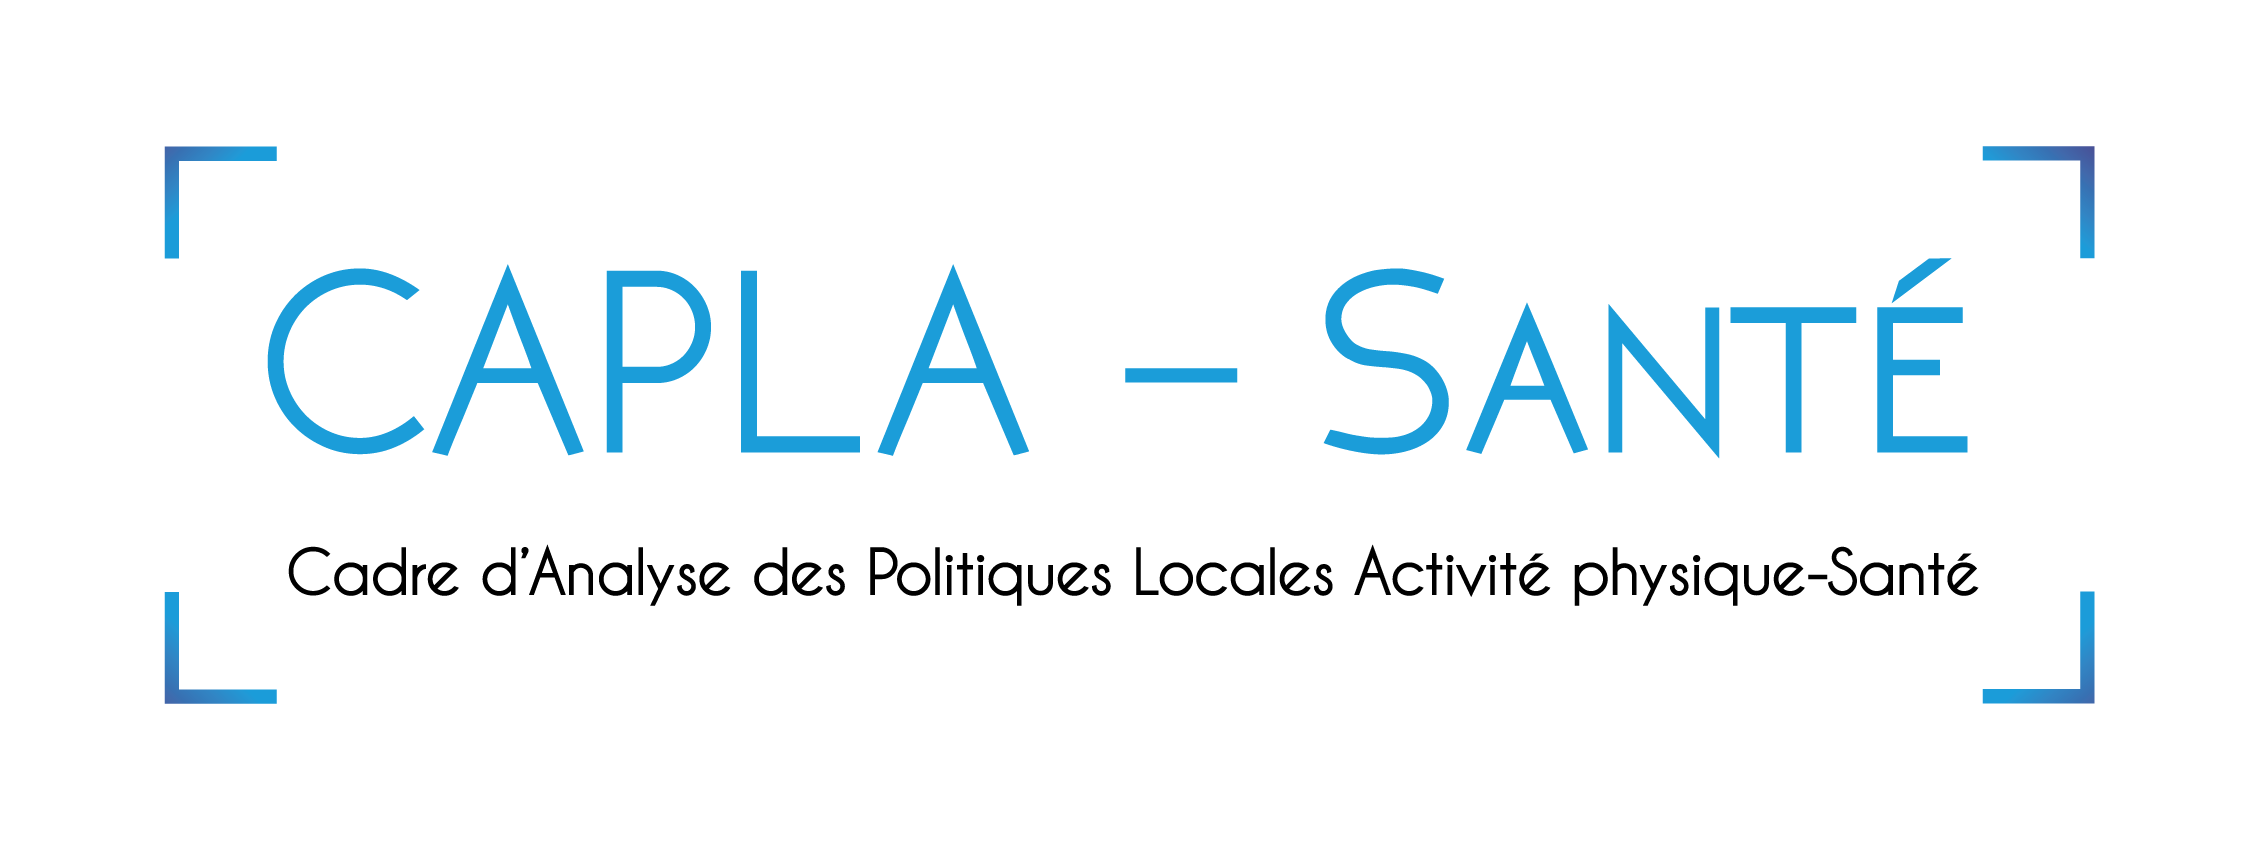 CAPLA – SANTÉ
Cadre d’Analyse des Politiques Locales Activité physique-Santé